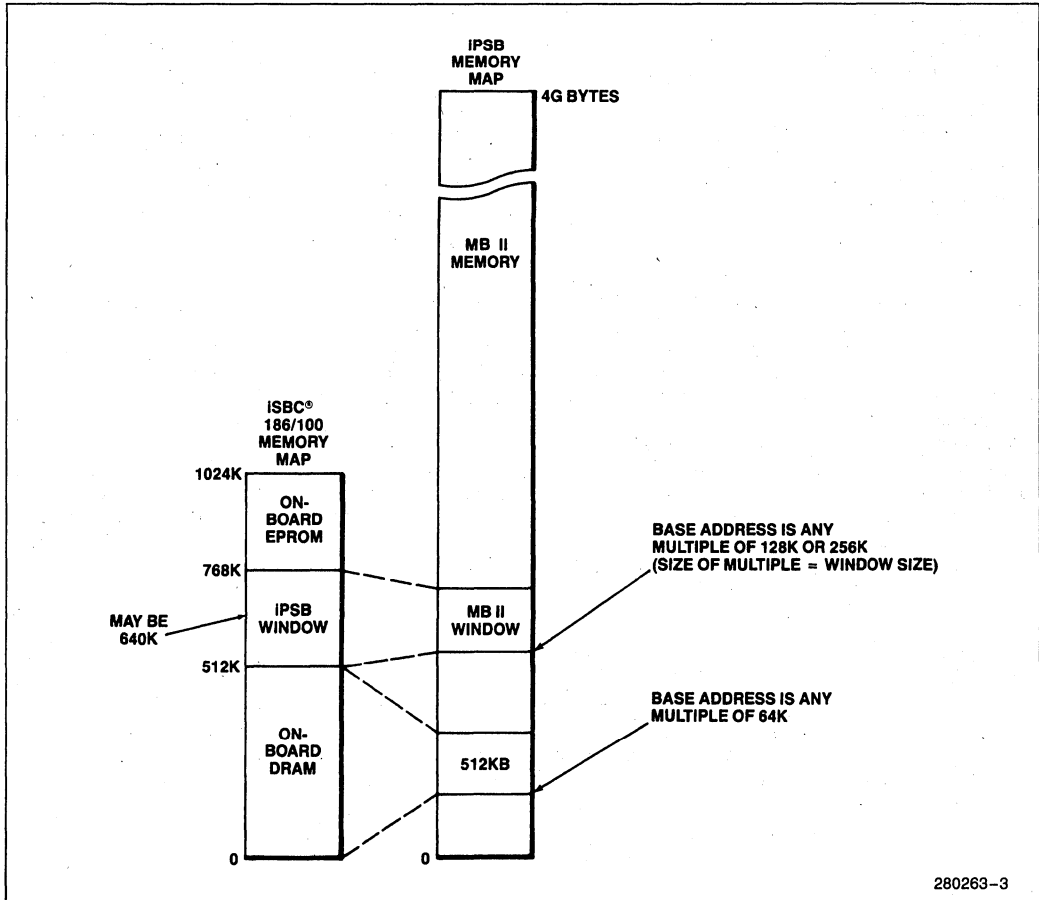 iPSB
MEMORY
MAP
4G BYTES
MB II
MEMORY
iSBC®
186/100
MEMORY
MAP
1024K
ON-
BOARD
EPROM
768K
iPSB
WINDOW
MAY BE
640K
512K
ON-
BOARD
DRAM
0
MB II
WINDOW
512KB
0
BASE ADDRESS IS ANY
MULTIPLE OF 128K OR 256K
(SIZE OF MULTIPLE = WINDOW SIZE)
BASE ADDRESS IS ANY
MULTIPLE OF 64K
280263–3